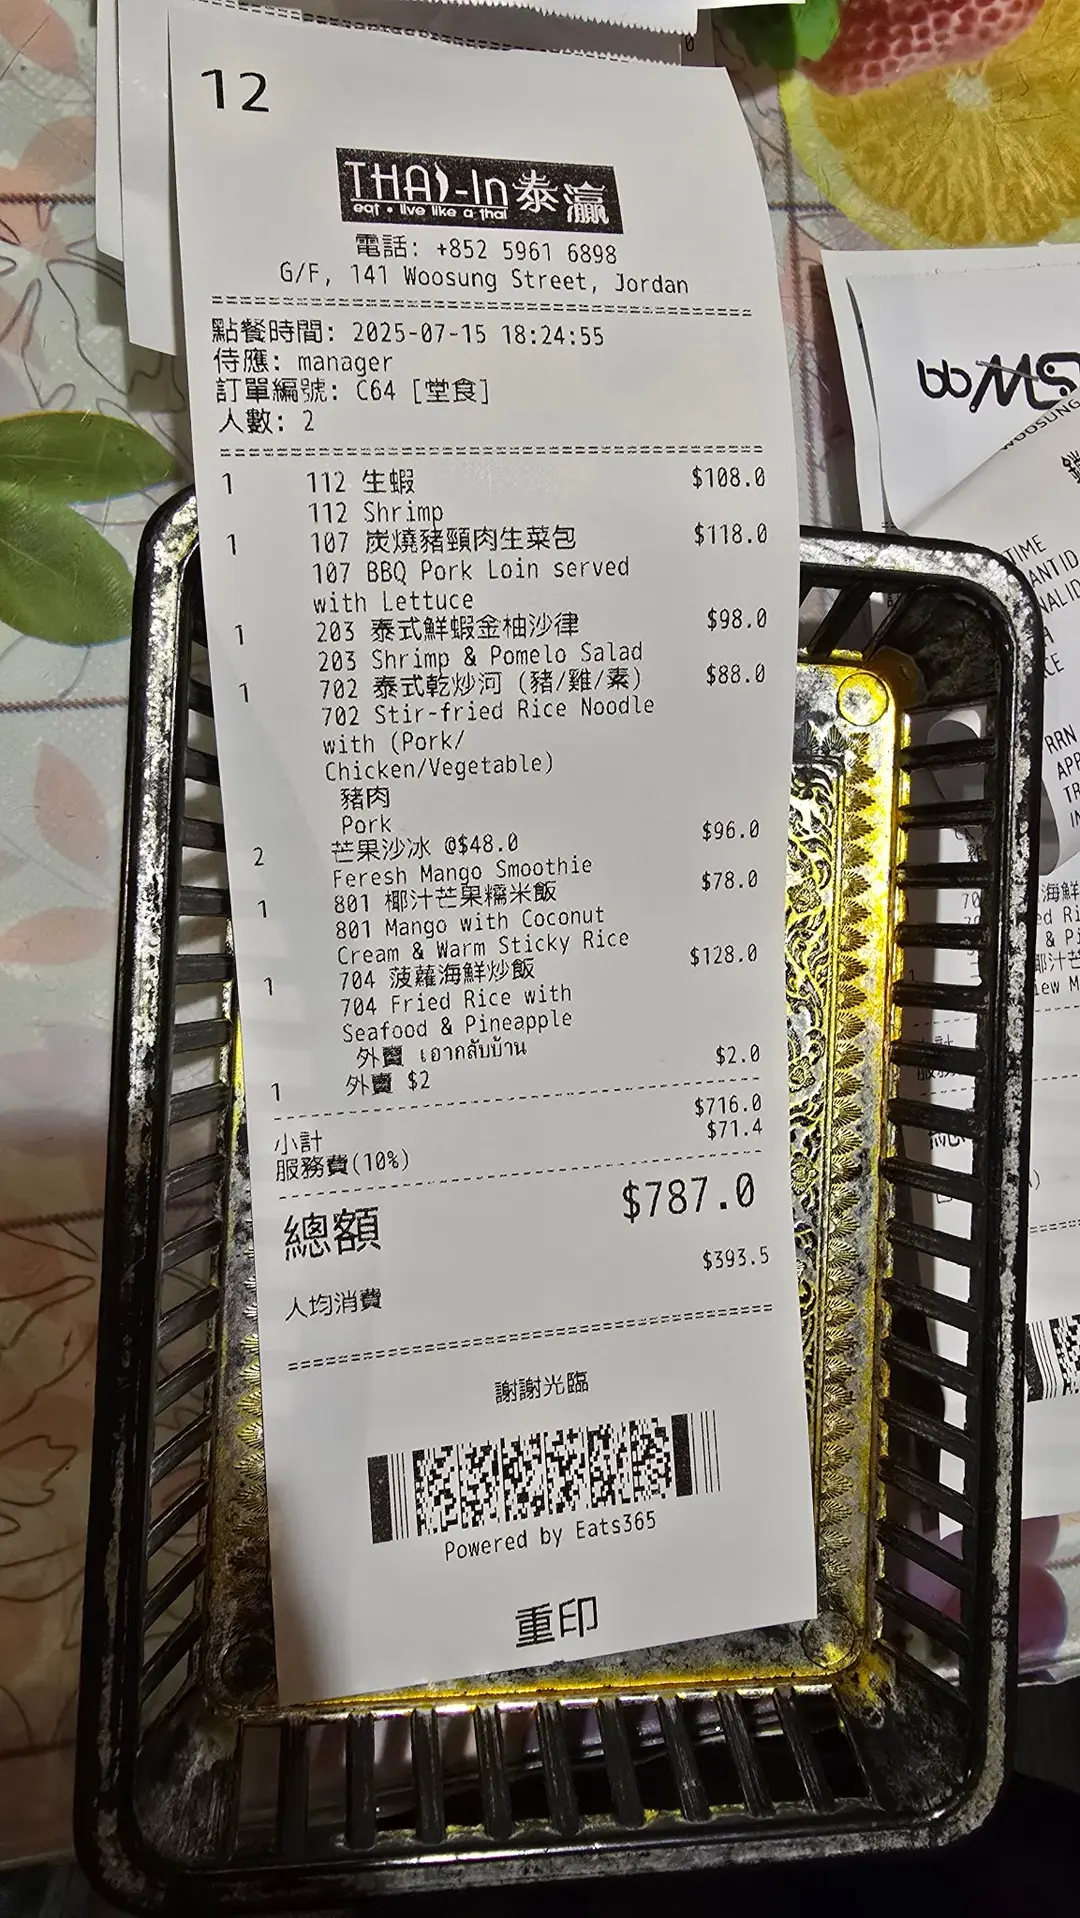 12
THAI-In 泰瀛
eat • live like a thai
電話: +852 5961 6898
G/F, 141 Woosung Street, Jordan
點餐時間: 2025-07-15 18:24:55
侍應: manager
訂單編號: C64 [堂食]
人數: 2
1 112 生蝦 $108.0
112 Shrimp
1 107 炭燒豬頸肉生菜包 $118.0
107 BBQ Pork Loin served
with Lettuce
1 203 泰式鮮蝦金柚沙律 $98.0
203 Shrimp & Pomelo Salad
1 702 泰式乾炒河 (豬/雞/素) $88.0
702 Stir-fried Rice Noodle
with (Pork/
Chicken/Vegetable)
豬肉
Pork
2 芒果沙冰 @$48.0 $96.0
Feresh Mango Smoothie
1 801 椰汁芒果糯米飯 $78.0
801 Mango with Coconut
Cream & Warm Sticky Rice
1 704 菠蘿海鮮炒飯 $128.0
704 Fried Rice with
Seafood & Pineapple
外賣 เอากลับบ้าน
1 外賣 $2 $2.0
小計 $716.0
服務費(10%) $71.4
總額 $787.0
人均消費 $393.5
謝謝光臨
Powered by Eats365
重印
WOOSUNG
TIME